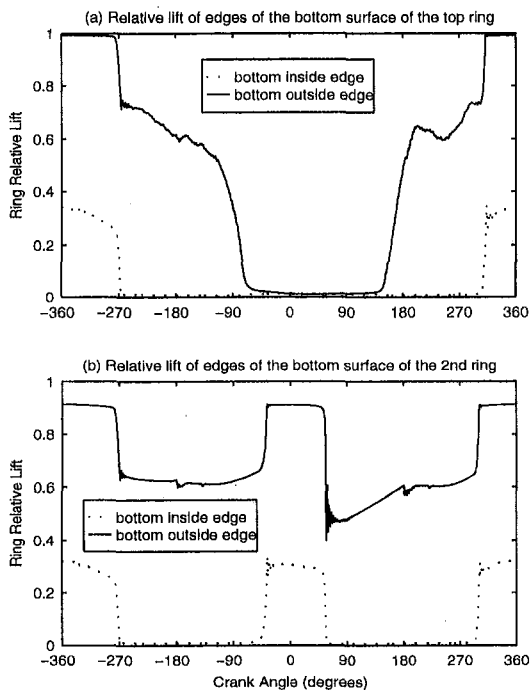 (a) Relative lift of edges of the bottom surface of the top ring
1
0.8
0.6
0.4
0.2
0
Ring Relative Lift
bottom inside edge
bottom outside edge
-360 -270 -180 -90 0 90 180 270 360
(b) Relative lift of edges of the bottom surface of the 2nd ring
1
0.8
0.6
0.4
0.2
0
Ring Relative Lift
bottom inside edge
bottom outside edge
-360 -270 -180 -90 0 90 180 270 360
Crank Angle (degrees)